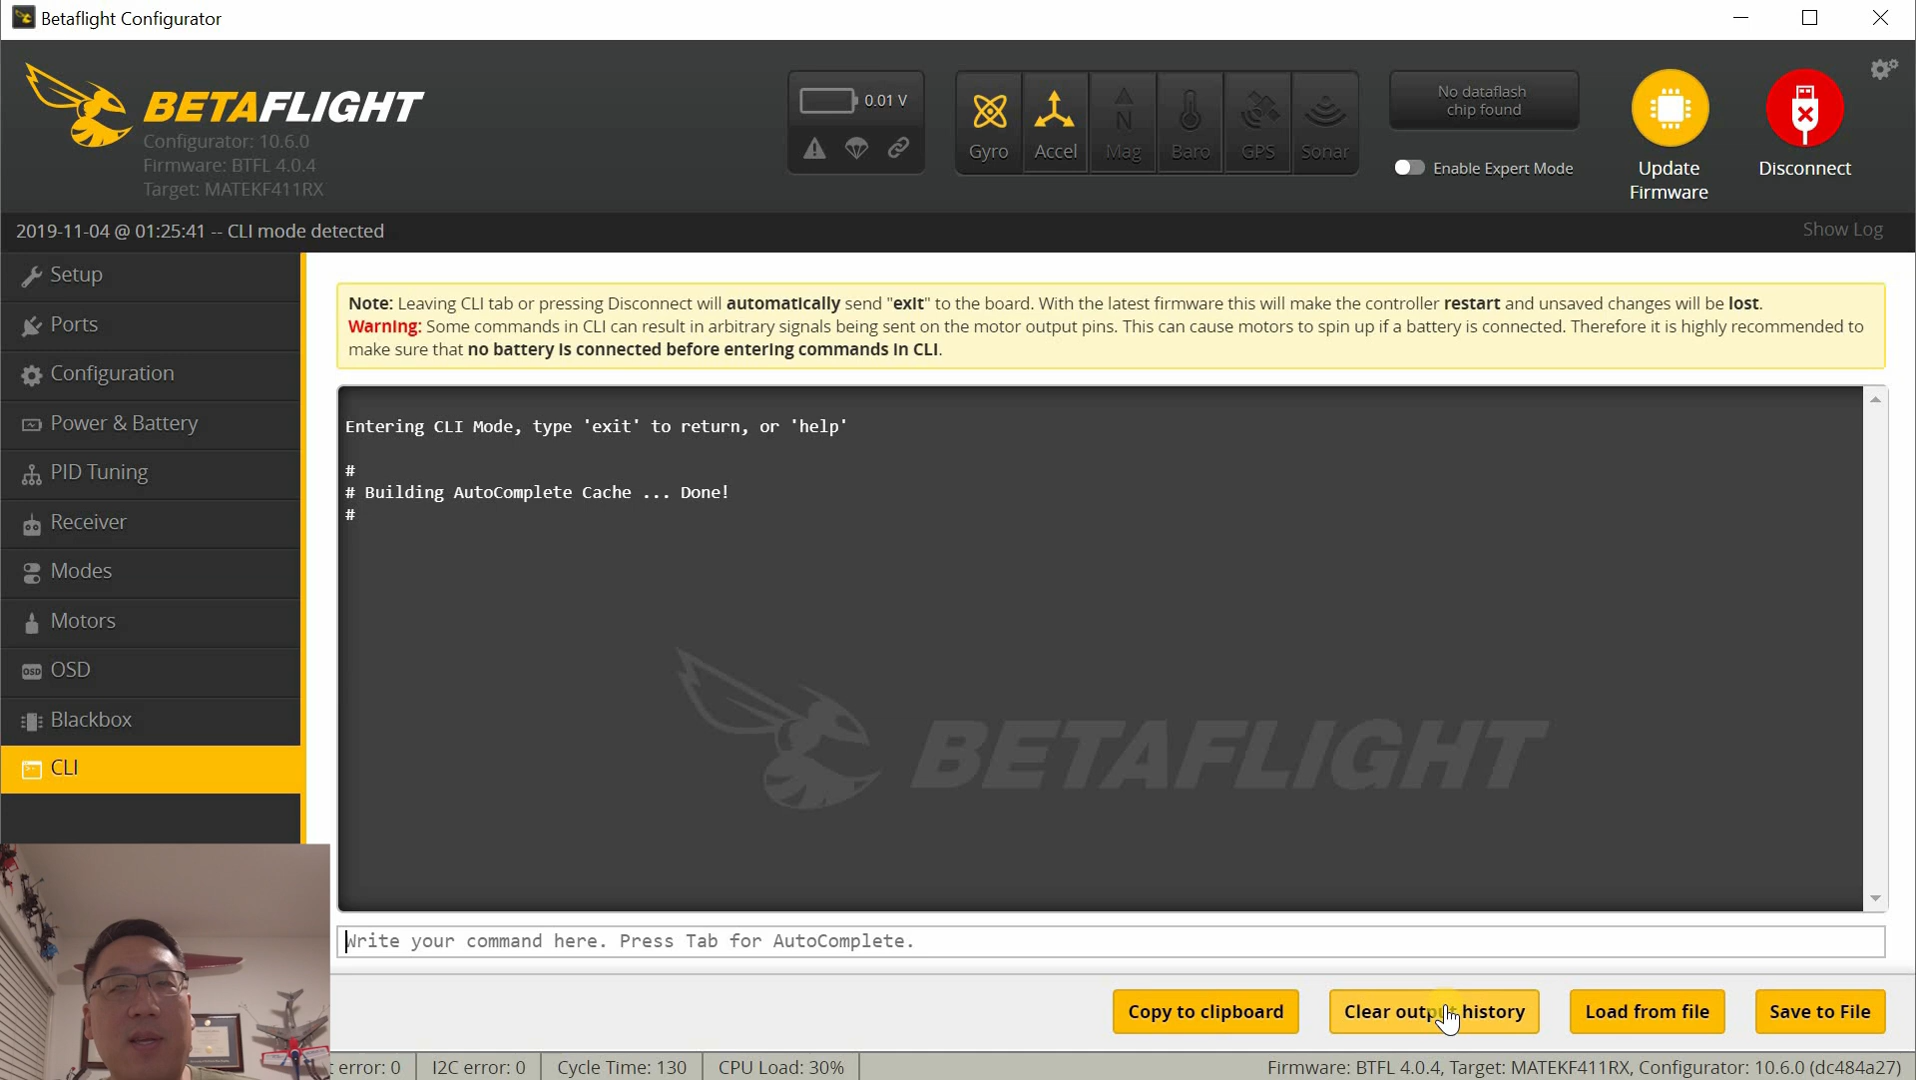 Betaflight Configurator
BETAFLIGHT
Configurator: 10.6.0
Firmware: BTFL 4.0.4
Target: MATEKF411RX
0.01 V
Gyro
Accel
Mag
Baro
GPS
Sonar
No dataflash
chip found
Enable Expert Mode
Update
Firmware
Disconnect
2019-11-04 @ 01:25:41 -- CLI mode detected
Show Log
Setup
Ports
Configuration
Power & Battery
PID Tuning
Receiver
Modes
Motors
OSD
OSD
Blackbox
CLI
Note: Leaving CLI tab or pressing Disconnect will automatically send "exit" to the board. With the latest firmware this will make the controller restart and unsaved changes will be lost.
Warning: Some commands in CLI can result in arbitrary signals being sent on the motor output pins. This can cause motors to spin up if a battery is connected. Therefore it is highly recommended to
make sure that no battery is connected before entering commands in CLI.
Entering CLI Mode, type 'exit' to return, or 'help'
#
# Building AutoComplete Cache ... Done!
#
BETAFLIGHT
Write your command here. Press Tab for AutoComplete.
Copy to clipboard
Clear output history
Load from file
Save to File
t error: 0
I2C error: 0
Cycle Time: 130
CPU Load: 30%
Firmware: BTFL 4.0.4, Target: MATEKF411RX, Configurator: 10.6.0 (dc484a27)